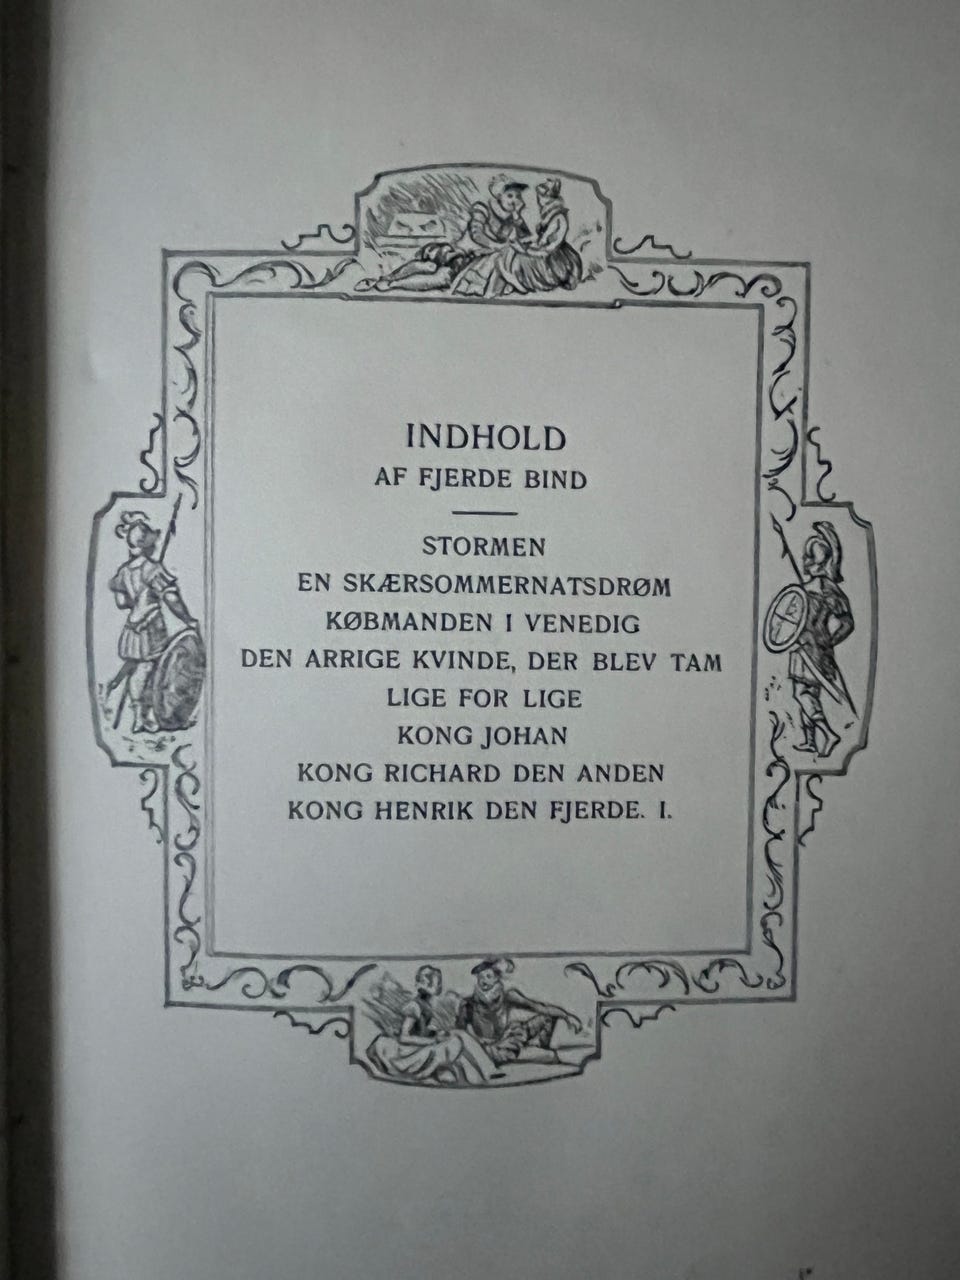 INDHOLD
AF FJERDE BIND
STORMEN
EN SKÆRSOMMERNATSDRØM
KØBMANDEN I VENEDIG
DEN ARRIGE KVINDE, DER BLEV TAM
LIGE FOR LIGE
KONG JOHAN
KONG RICHARD DEN ANDEN
KONG HENRIK DEN FJERDE. I.